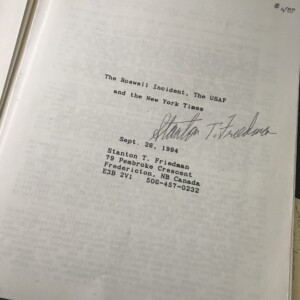 The Roswell Incident, The USAF
and the New York Times
Stanton T. Friedman
Sept. 26, 1994
Stanton T. Friedman
79 Pembroke Crescent
Fredericton, NB Canada
E3B 2V1 506-457-0232